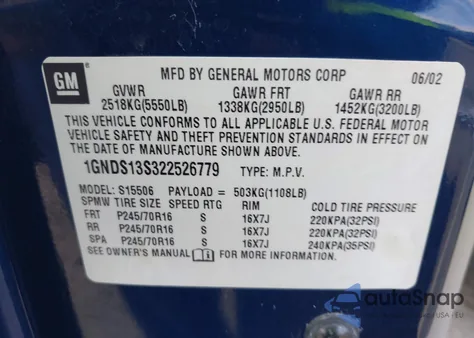 GM
MFD BY GENERAL MOTORS CORP 06/02
GVWR GAWR FRT GAWR RR
2518KG(5550LB) 1338KG(2950LB) 1452KG(3200LB)
THIS VEHICLE CONFORMS TO ALL APPLICABLE U.S. FEDERAL MOTOR
VEHICLE SAFETY AND THEFT PREVENTION STANDARDS IN EFFECT ON
THE DATE OF MANUFACTURE SHOWN ABOVE.
1GNDS13S322526779 TYPE: M.P.V.
MODEL: S15506 PAYLOAD = 503KG(1108LB)
SPMW TIRE SIZE SPEED RTG RIM COLD TIRE PRESSURE
FRT P245/70R16 S 16X7J 220KPA(32PSI)
RR P245/70R16 S 16X7J 220KPA(32PSI)
SPA P245/70R16 S 16X7J 240KPA(35PSI)
SEE OWNER'S MANUAL FOR MORE INFORMATION.
autoSnap